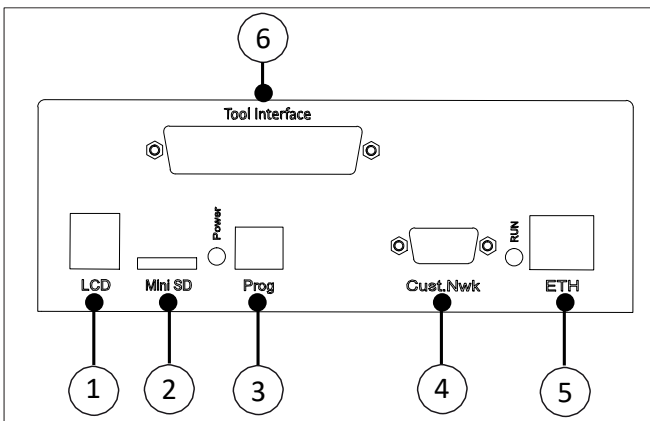 6
Tool Interface
Power
RUN
LCD
Mini SD
Prog
Cust.Nwk
ETH
1
2
3
4
5